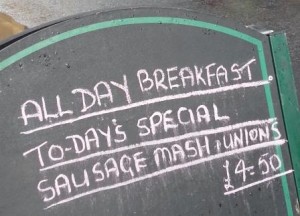 ALL DAY BREAKFAST.
TO-DAY'S SPECIAL
SAUSAGE MASH & UNIONS
£4=50